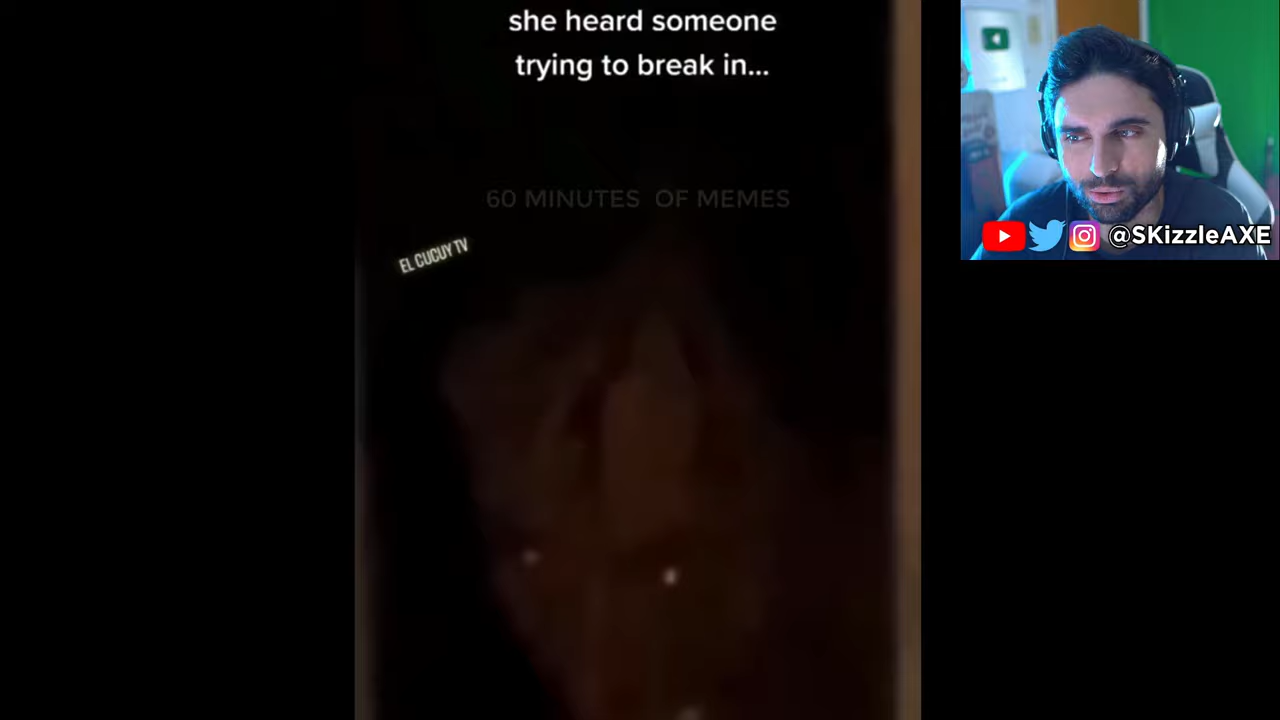 she heard someone
trying to break in...
60 MINUTES OF MEMES
EL CUCUY TV
@SKizzleAXE